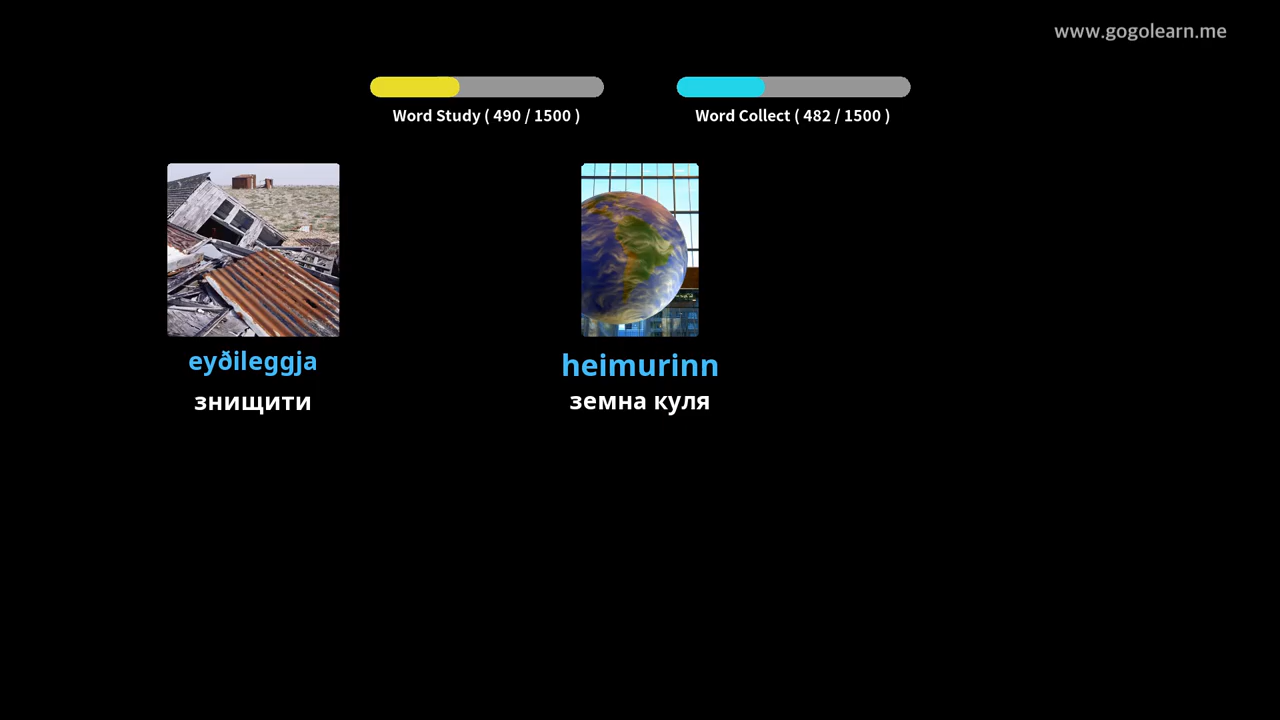 www.gogolearn.me
Word Study ( 490 / 1500 )
Word Collect ( 482 / 1500 )
eyðileggja
знищити
heimurinn
земна куля